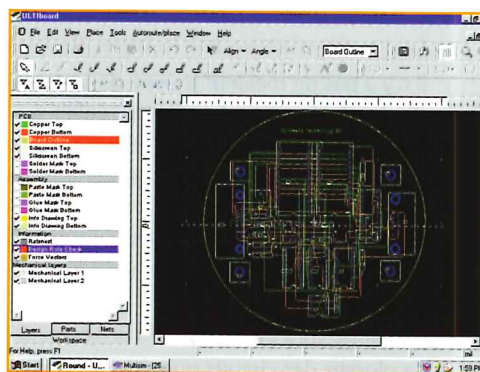 ULTIboard
File Edit View Place Tools Autoroute/place Window Help
Align Angle Board Outline
PCB
Copper Top
Copper Bottom
Board Outline
Silkscreen Top
Silkscreen Bottom
Solder Mask Top
Solder Mask Bottom
Assembly
Paste Mask Top
Paste Mask Bottom
Glue Mask Top
Glue Mask Bottom
Info Drawing Top
Info Drawing Bottom
Information
Ratsnest
Design Rule Check
Force Vectors
Mechanical layers
Mechanical Layer 1
Mechanical Layer 2
Layers Parts Nets
Workspace
For Help, press F1
mil
Start Round - U... Multisim - [25... 1:59 PM